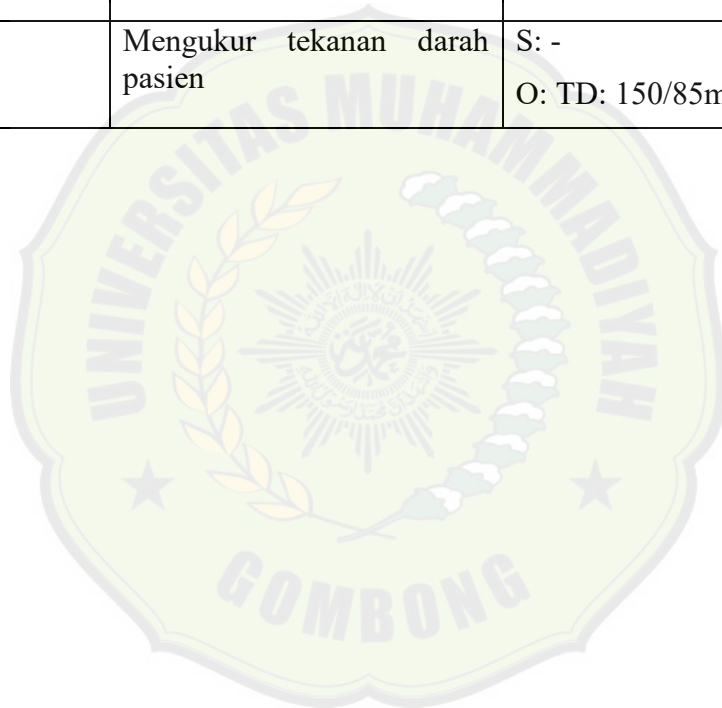 Mengukur tekanan darah
pasien
S: -
O: TD: 150/85m
UNIVERSITAS MUHAMMADIYAH
GOMBONG